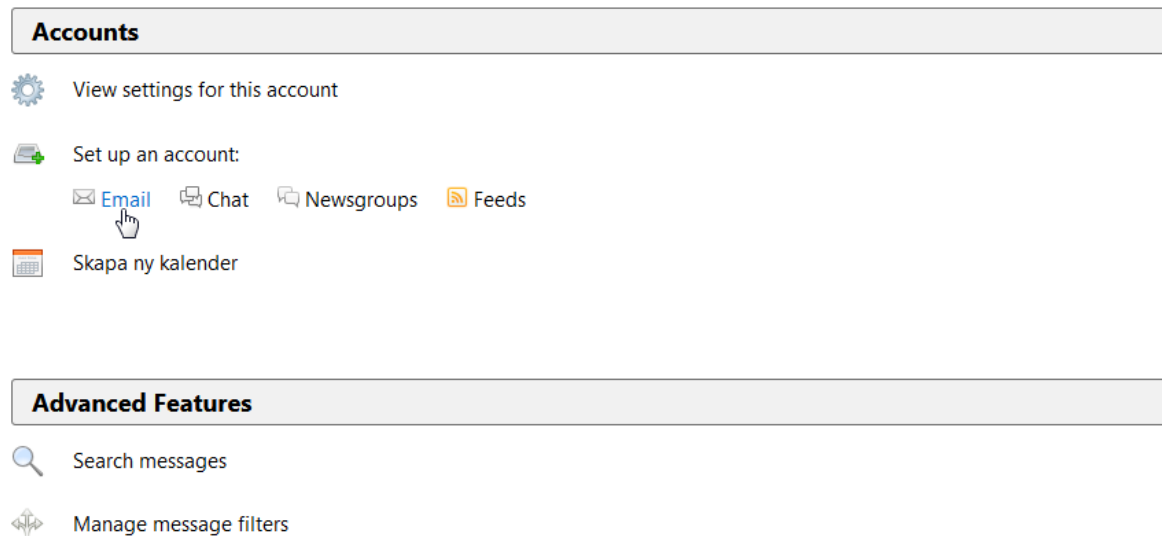 Accounts
View settings for this account
Set up an account:
Email Chat Newsgroups Feeds
Skapa ny kalender
Advanced Features
Search messages
Manage message filters